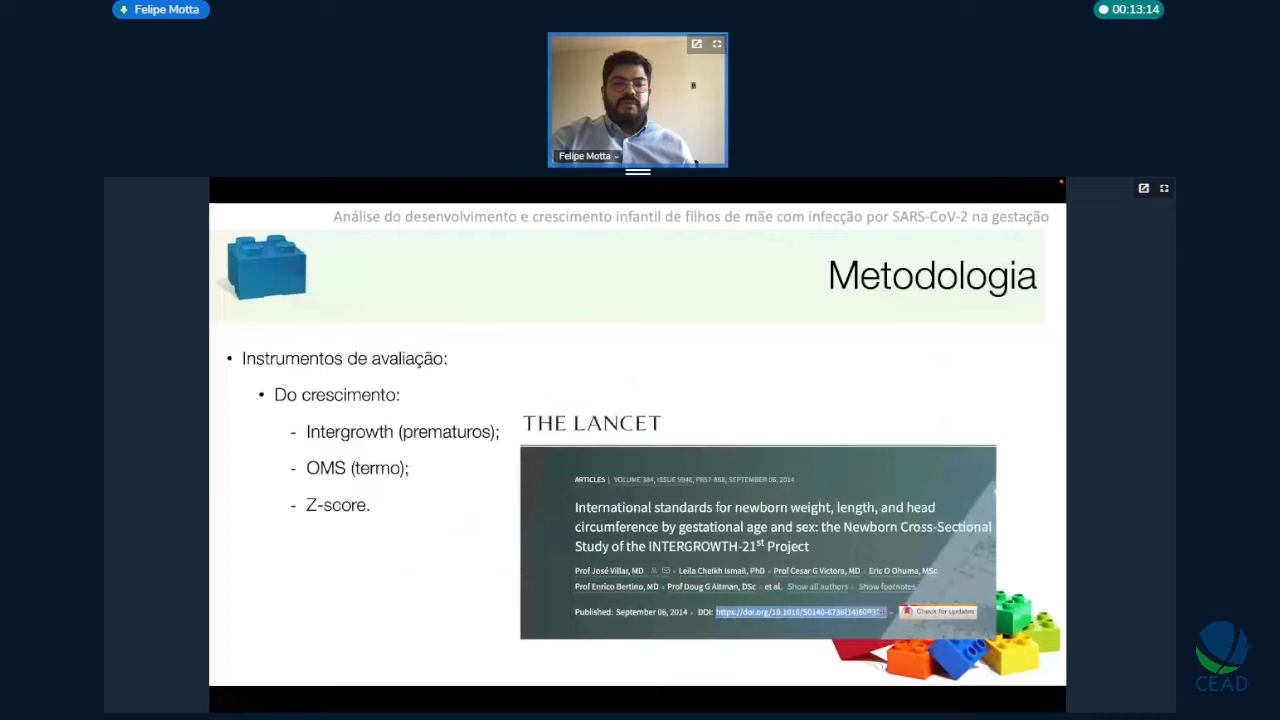 Felipe Motta
00:13:14
Felipe Motta
Análise do desenvolvimento e crescimento infantil de filhos de mãe com infecção por SARS-CoV-2 na gestação
Metodologia
• Instrumentos de avaliação:
• Do crescimento:
- Intergrowth (prematuros);
- OMS (termo);
- Z-score.
THE LANCET
ARTICLES | VOLUME 384, ISSUE 9946, P857-868, SEPTEMBER 06, 2014
International standards for newborn weight, length, and head
circumference by gestational age and sex: the Newborn Cross-Sectional
Study of the INTERGROWTH-21st Project
Prof José Villar, MD • Leila Cheikh Ismail, PhD • Prof Cesar G Victora, MD • Eric O Ohuma, MSc
Prof Enrico Bertino, MD • Prof Doug G Altman, DSc • et al. Show all authors • Show footnotes
Published: September 06, 2014 • DOI:
Check for updates
CEAD